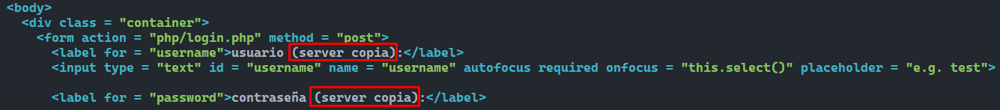 <body>
<div class = "container">
<form action = "php/login.php" method = "post">
<label for = "username">usuario (server copia):</label>
<input type = "text" id = "username" name = "username" autofocus required onfocus = "this.select()" placeholder = "e.g. test">
<label for = "password">contraseña (server copia):</label>